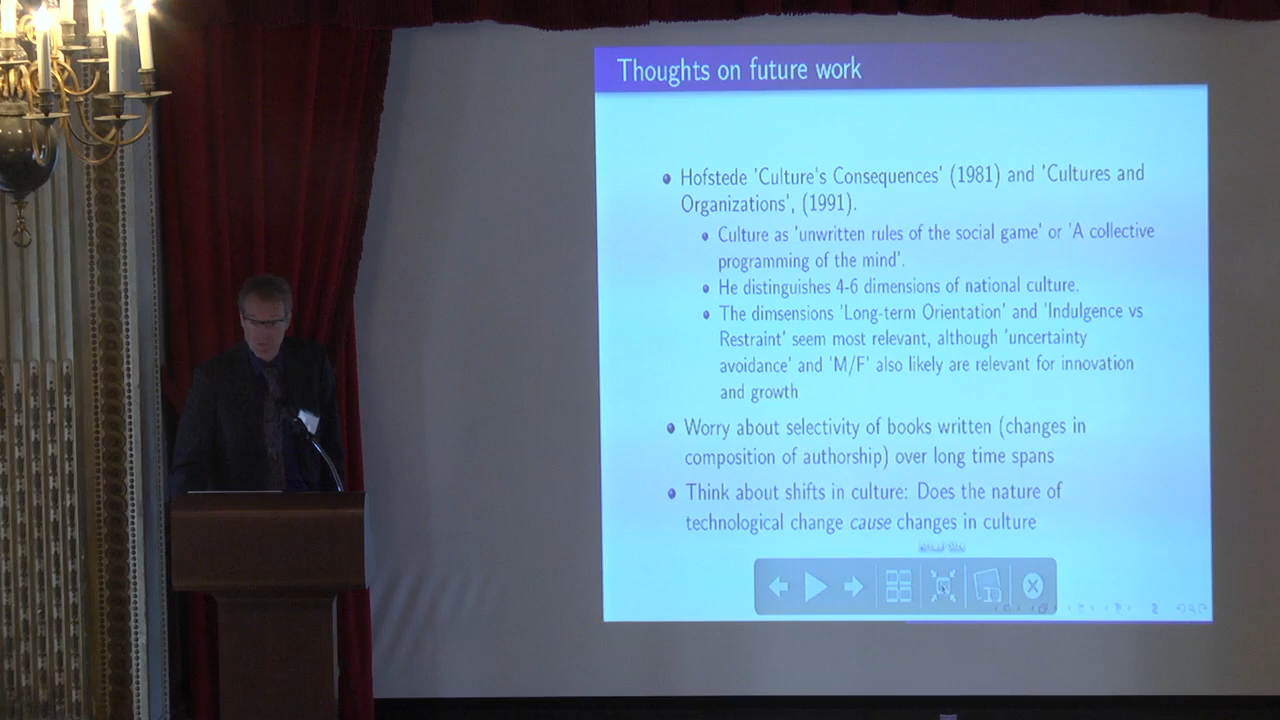 Thoughts on future work
Hofstede 'Culture's Consequences' (1981) and 'Cultures and
Organizations', (1991).
Culture as 'unwritten rules of the social game' or 'A collective
programming of the mind'.
He distinguishes 4-6 dimensions of national culture.
The dimsensions 'Long-term Orientation' and 'Indulgence vs
Restraint' seem most relevant, although 'uncertainty
avoidance' and 'M/F' also likely are relevant for innovation
and growth
Worry about selectivity of books written (changes in
composition of authorship) over long time spans
Think about shifts in culture: Does the nature of
technological change cause changes in culture
Actual Size